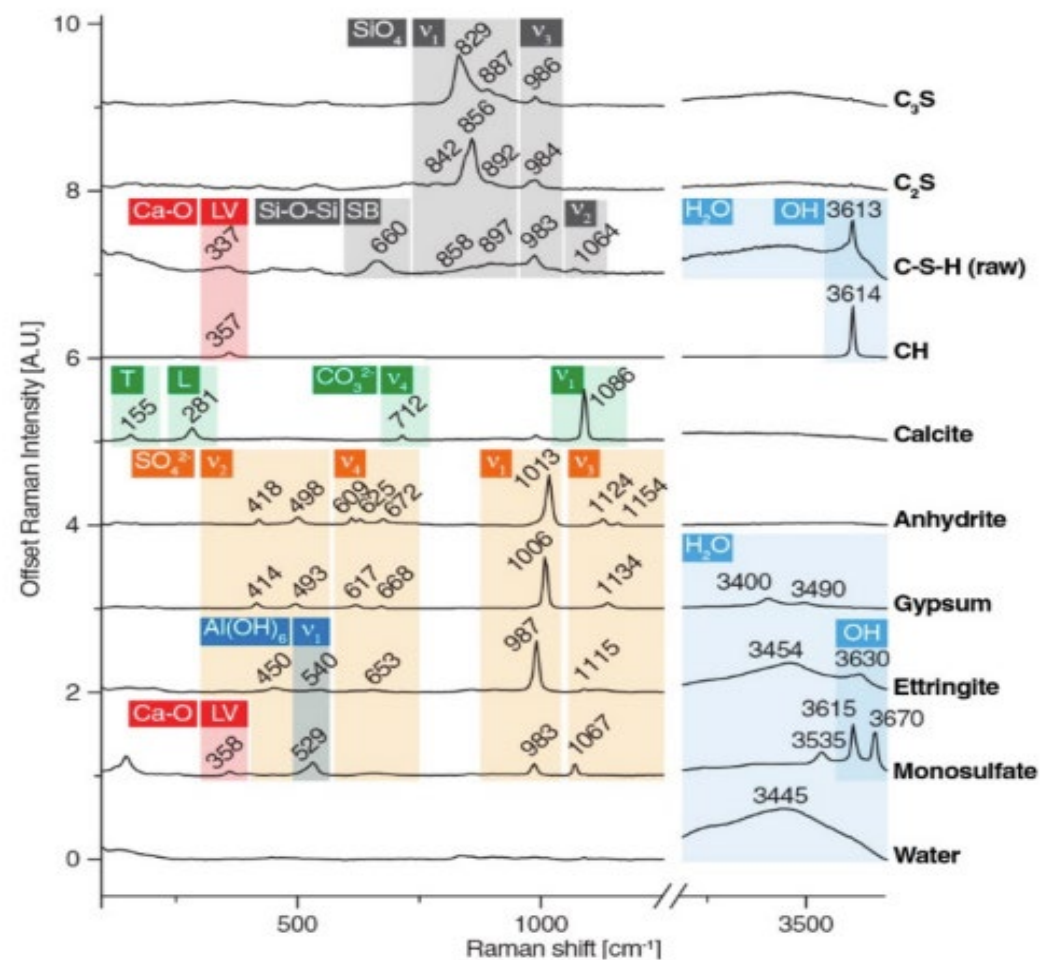 10
SiO₄ ν₁ ν₃
829
887
986
C₃S
856
842
892
984
8
C₂S
Ca-O LV Si-O-Si SB ν₂ H₂O OH 3613
337
660
858
897
983
1064
C-S-H (raw)
3614
357
6
CH
T L CO₃²⁻ ν₄ ν₁
155
281
712
1086
Calcite
SO₄²⁻ ν₂ ν₄ ν₁ ν₃
1013
418
498
609
625
672
1124
1154
4
Anhydrite
H₂O
1006
414
493
617
668
1134
3400
3490
Gypsum
Al(OH)₆ ν₁ OH
987
450
540
653
1115
3454
3630
2
Ettringite
Ca-O LV
358
529
983
1067
3615
3670
3535
Monosulfate
3445
0
Water
500 1000 3500
Raman shift [cm⁻¹]
Offset Raman Intensity [A.U.]